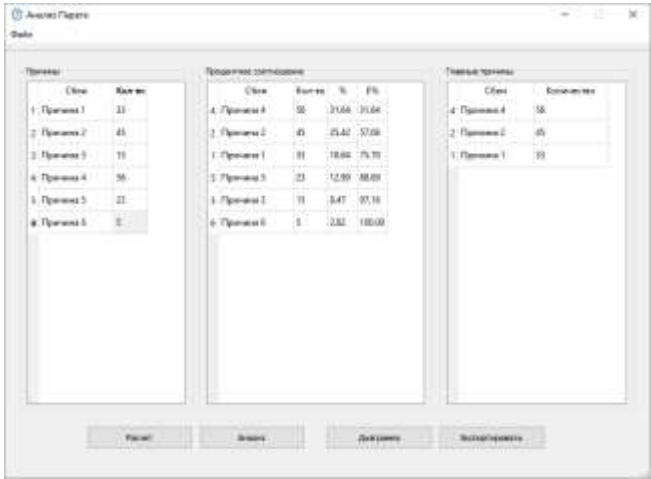 Анализ Парето
Файл
Причины
Процентное соотношение
Главные причины
Сбои Кол-во
1 Причина 1 33
2 Причина 2 45
3 Причина 3 15
4 Причина 4 56
5 Причина 5 23
6 Причина 6 5
Сбои Кол-во % F%
4 Причина 4 56 31,64 31,64
2 Причина 2 45 25,42 57,06
1 Причина 1 33 18,64 75,70
5 Причина 5 23 12,99 88,69
3 Причина 3 15 8,47 97,16
6 Причина 6 5 2,82 100,00
Сбои Количество
4 Причина 4 56
2 Причина 2 45
1 Причина 1 33
Расчет Анализ Диаграмма Экспортировать